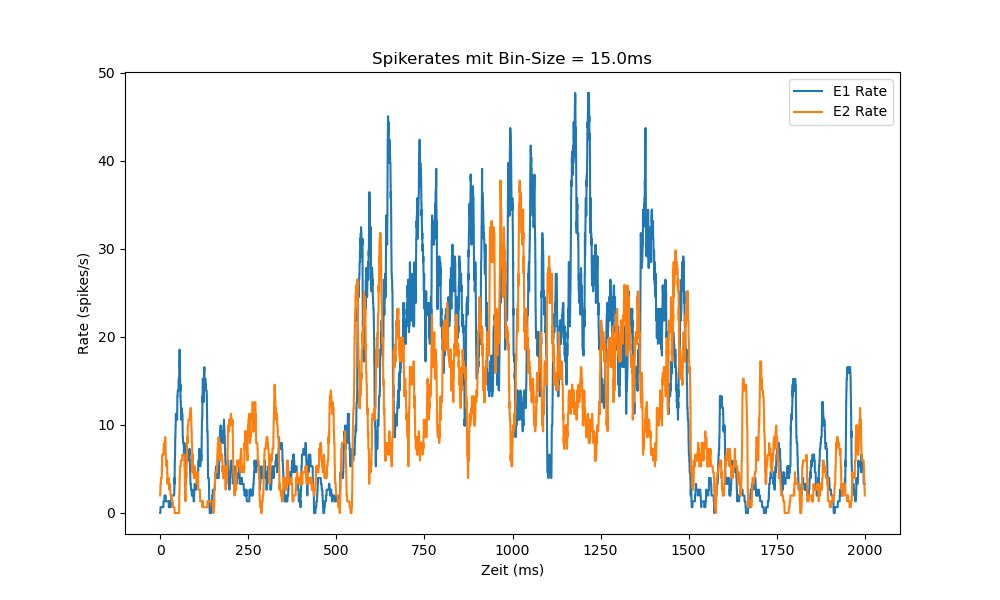 Spikerates mit Bin-Size = 15.0ms
50
E1 Rate
E2 Rate
40
30
Rate (spikes/s)
20
10
0
0 250 500 750 1000 1250 1500 1750 2000
Zeit (ms)